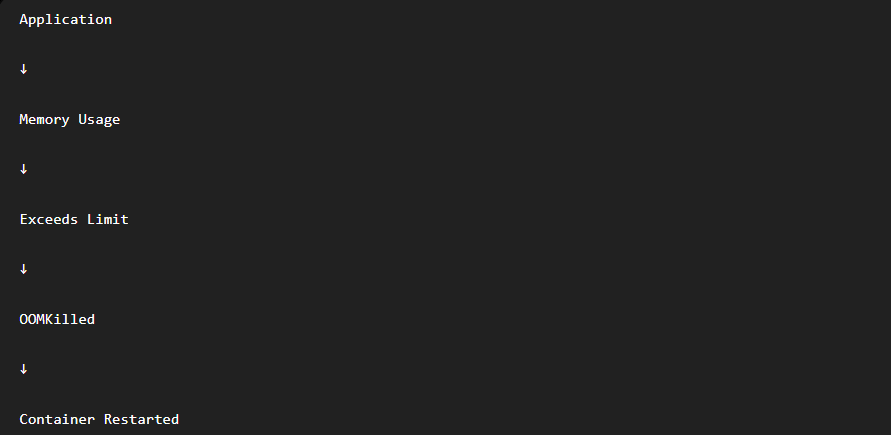 Application
↓
Memory Usage
↓
Exceeds Limit
↓
OOMKilled
↓
Container Restarted